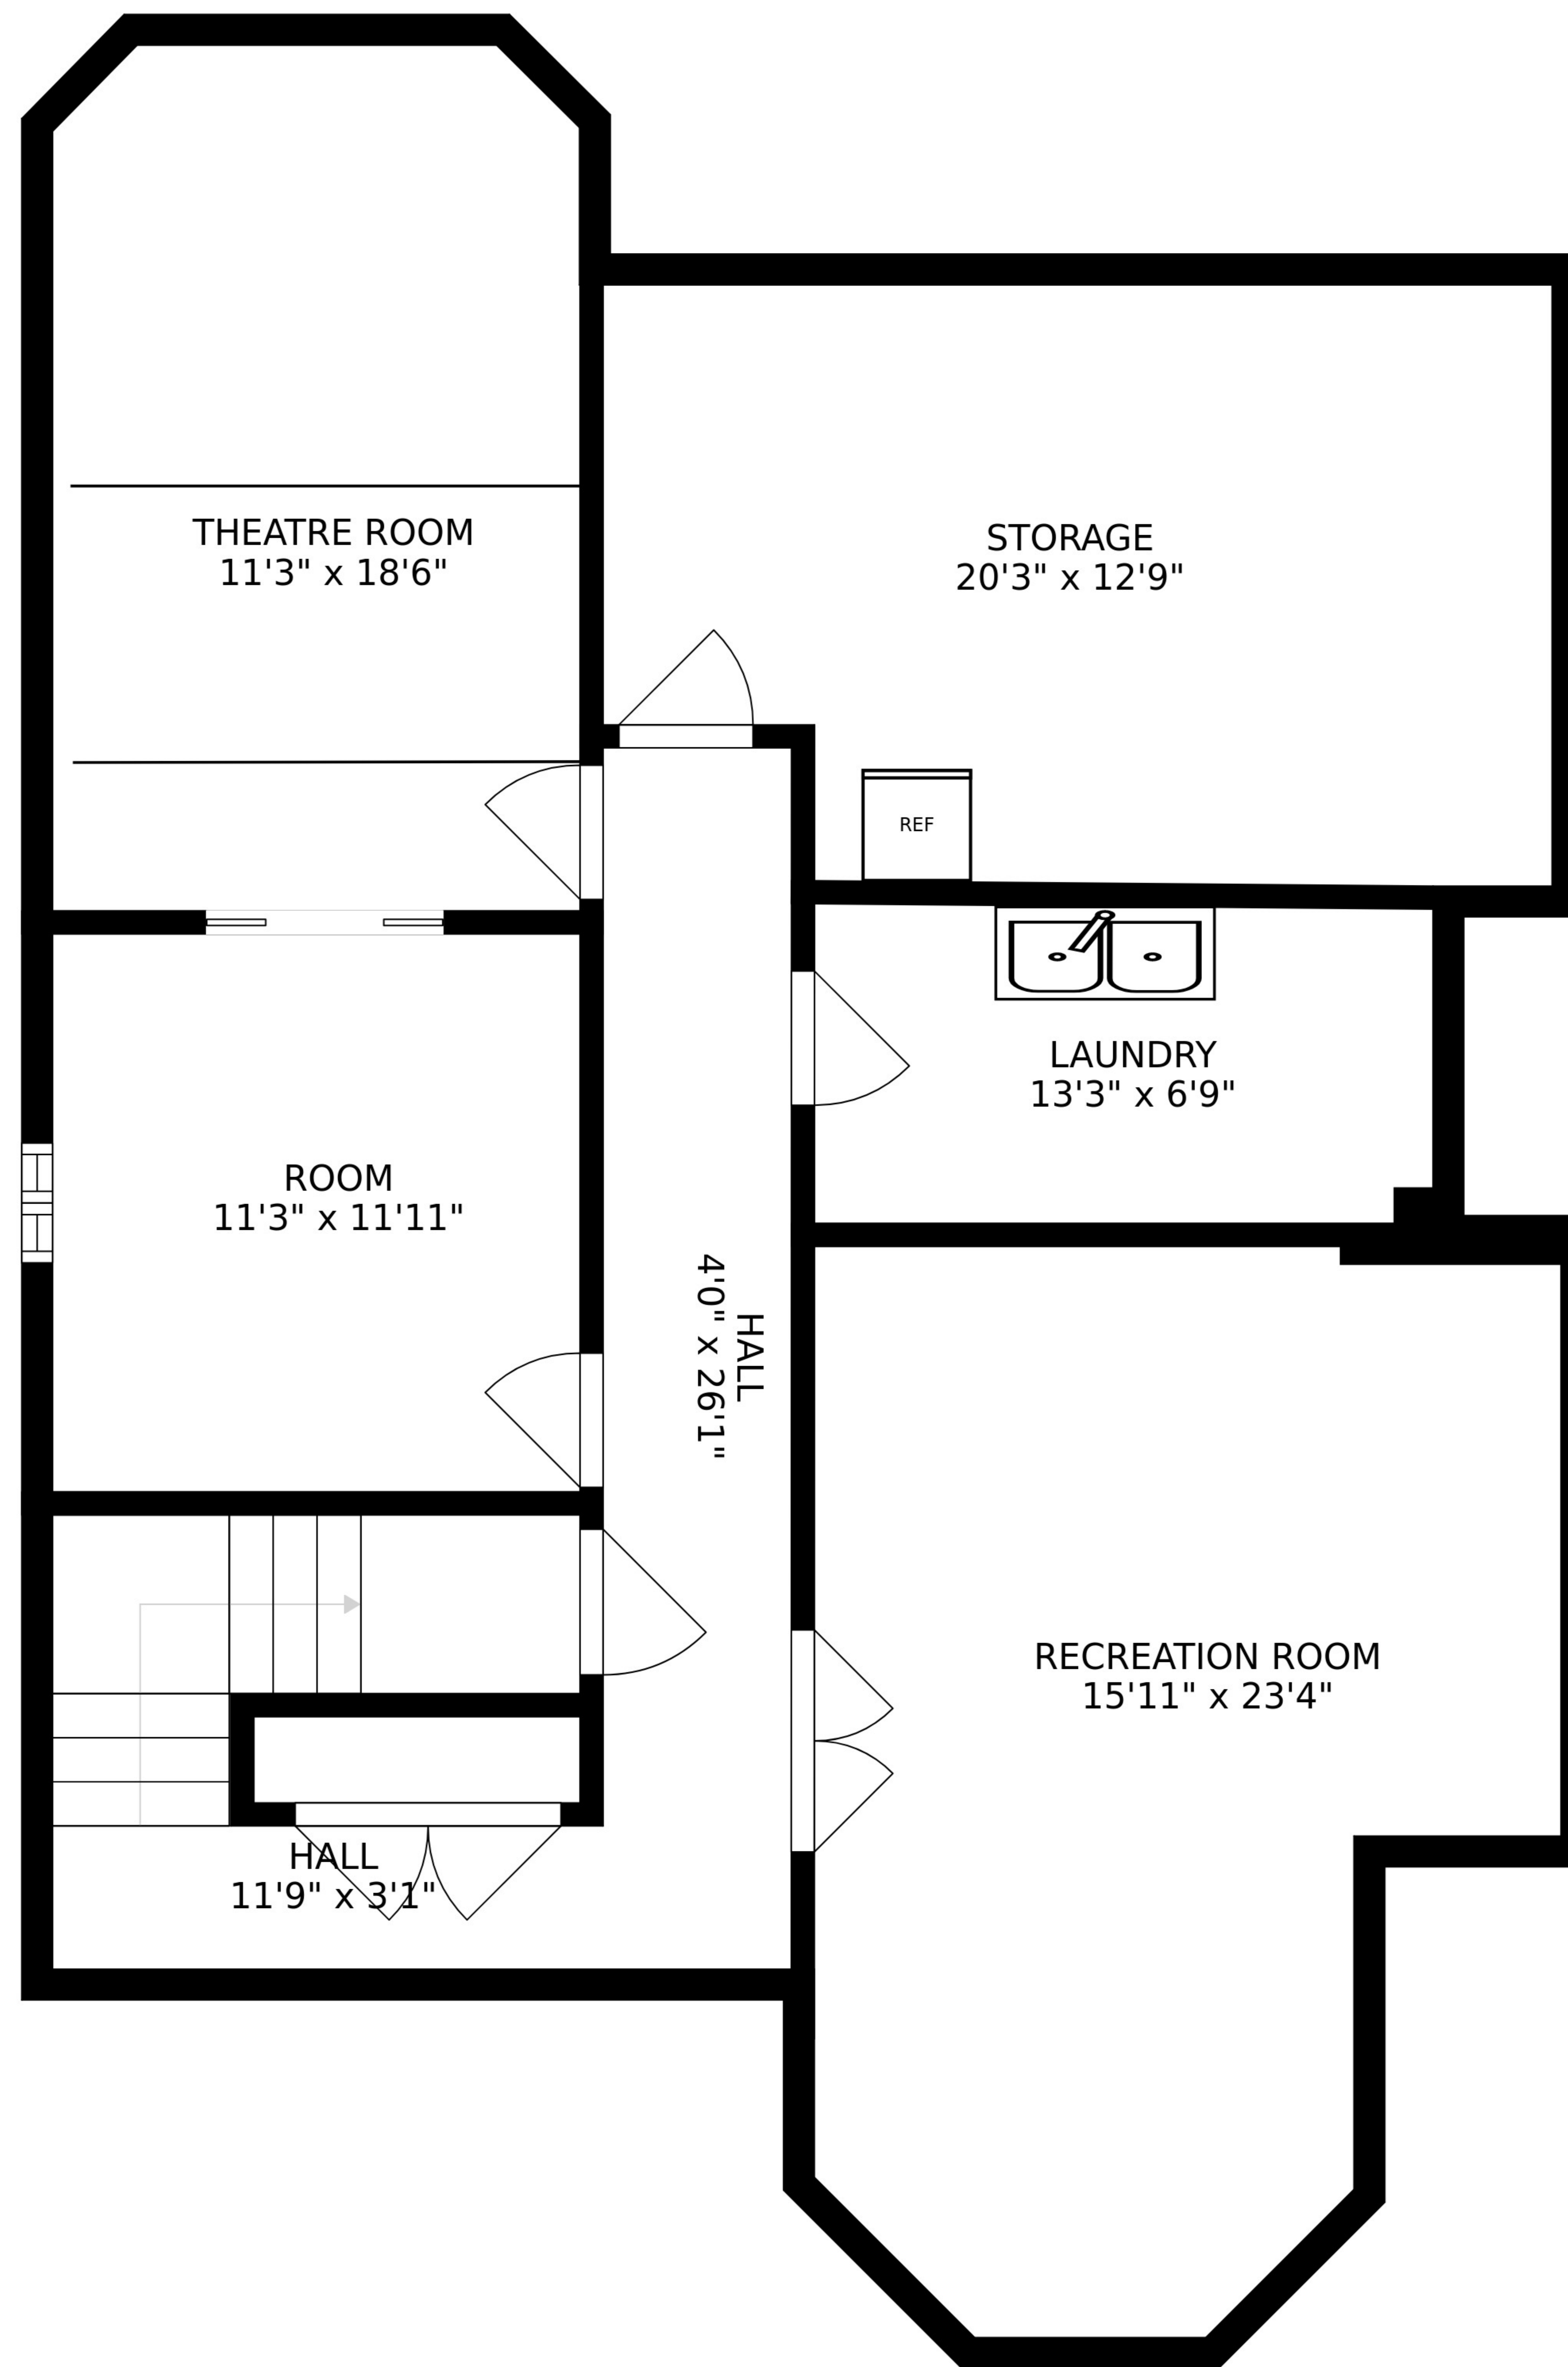 THEATRE ROOM
11'3" x 18'6"
STORAGE
20'3" x 12'9"
REF
LAUNDRY
13'3" x 6'9"
ROOM
11'3" x 11'11"
HALL
4'0" x 26'1"
RECREATION ROOM
15'11" x 23'4"
HALL
11'9" x 3'1"